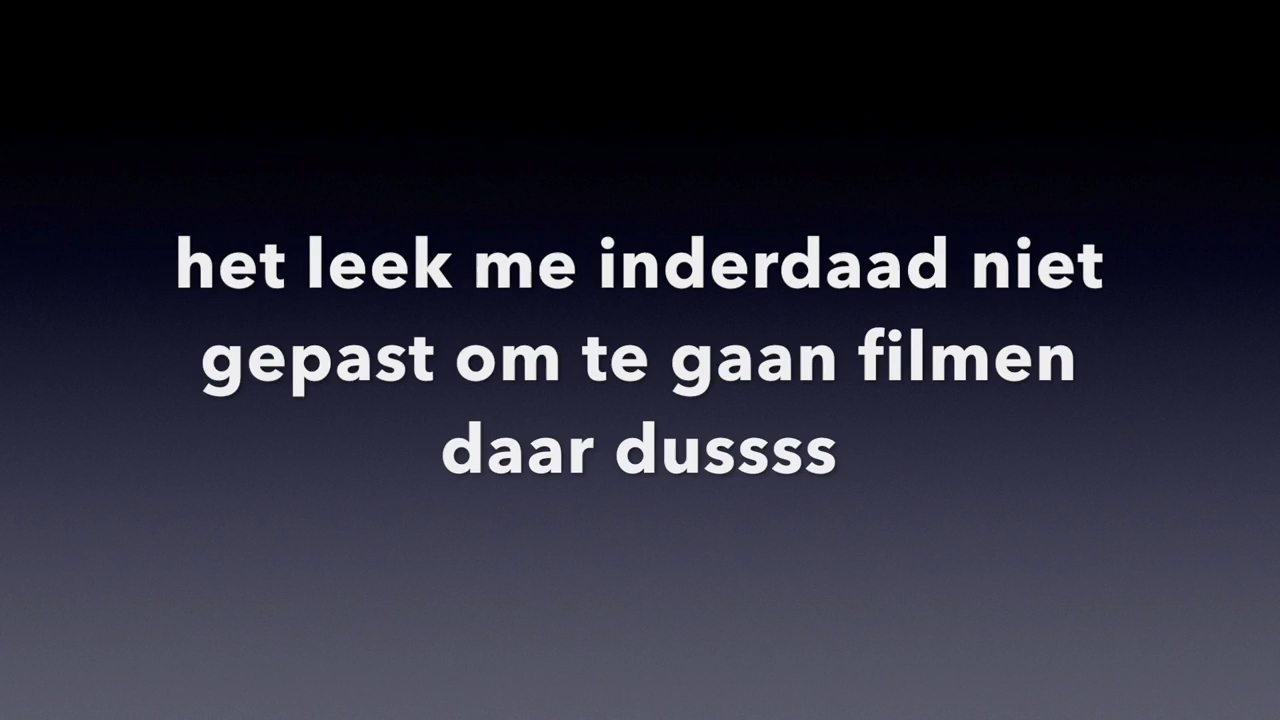 het leek me inderdaad niet
gepast om te gaan filmen
daar dussss